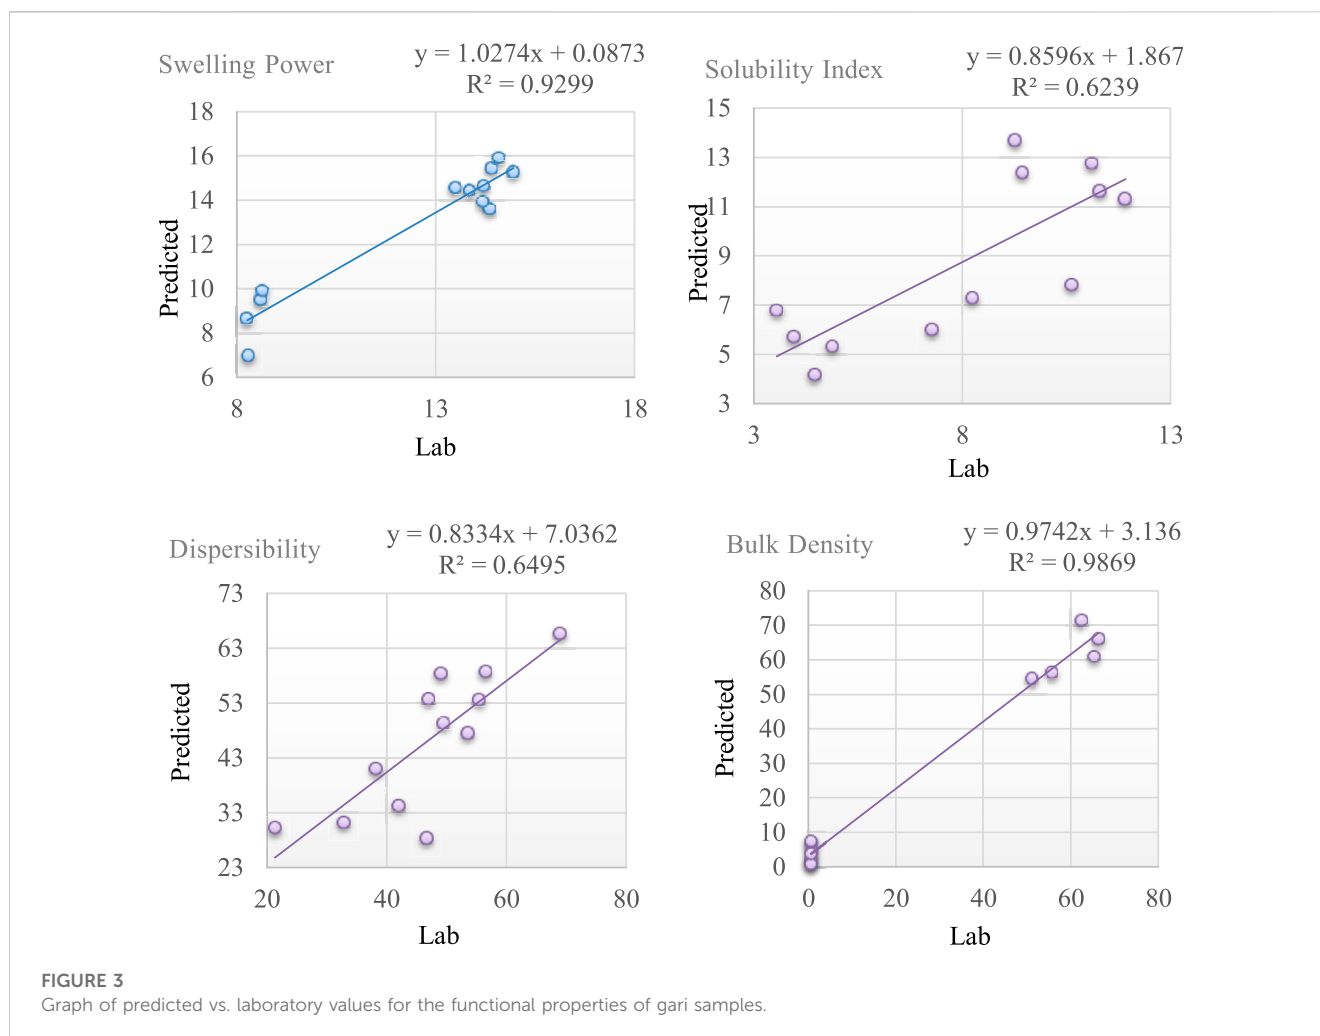 Swelling Power
y = 1.0274x + 0.0873
R² = 0.9299
18
16
14
12
10
8
6
Predicted
8 13 18
Lab
Solubility Index
y = 0.8596x + 1.867
R² = 0.6239
15
13
11
9
7
5
3
Predicted
3 8 13
Lab
Dispersibility
y = 0.8334x + 7.0362
R² = 0.6495
73
63
53
43
33
23
Predicted
20 40 60 80
Lab
Bulk Density
y = 0.9742x + 3.136
R² = 0.9869
80
70
60
50
40
30
20
10
0
Predicted
0 20 40 60 80
Lab
FIGURE 3
Graph of predicted vs. laboratory values for the functional properties of gari samples.